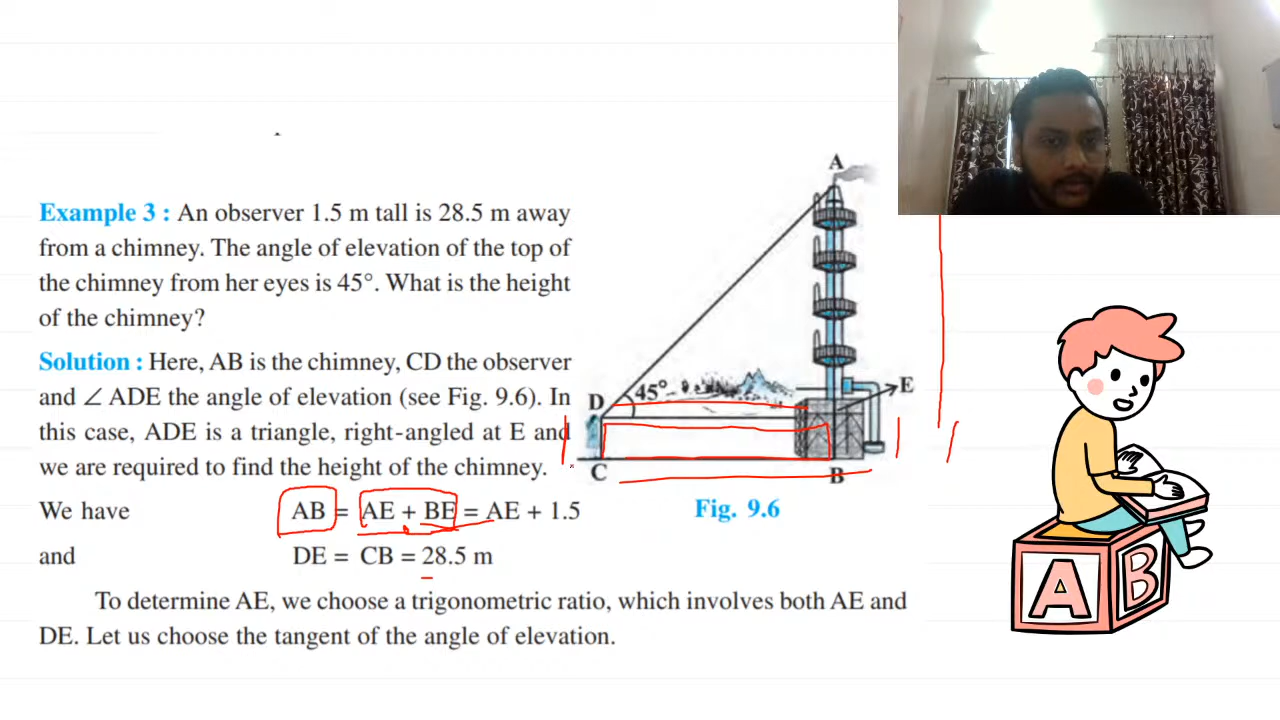 Example 3 : An observer 1.5 m tall is 28.5 m away
from a chimney. The angle of elevation of the top of
the chimney from her eyes is 45°. What is the height
of the chimney?
Solution : Here, AB is the chimney, CD the observer
and ∠ ADE the angle of elevation (see Fig. 9.6). In
this case, ADE is a triangle, right-angled at E and
we are required to find the height of the chimney.
We have AB = AE + BE = AE + 1.5
and DE = CB = 28.5 m
To determine AE, we choose a trigonometric ratio, which involves both AE and
DE. Let us choose the tangent of the angle of elevation.
A
45°
D
E
C
B
Fig. 9.6
A
B